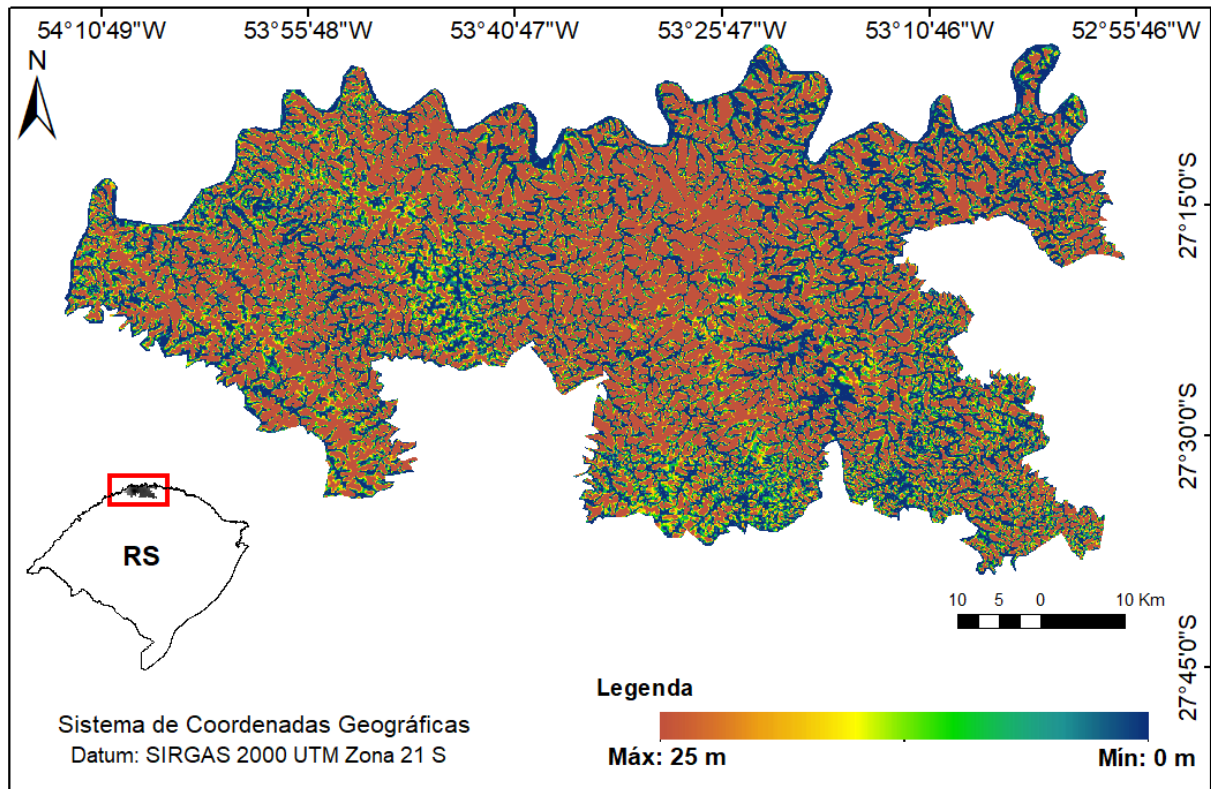 54°10'49"W 53°55'48"W 53°40'47"W 53°25'47"W 53°10'46"W 52°55'46"W
N
27°15'0"S
27°30'0"S
RS
10 5 0 10 Km
27°45'0"S
Legenda
Sistema de Coordenadas Geográficas
Datum: SIRGAS 2000 UTM Zona 21 S
Máx: 25 m Mín: 0 m